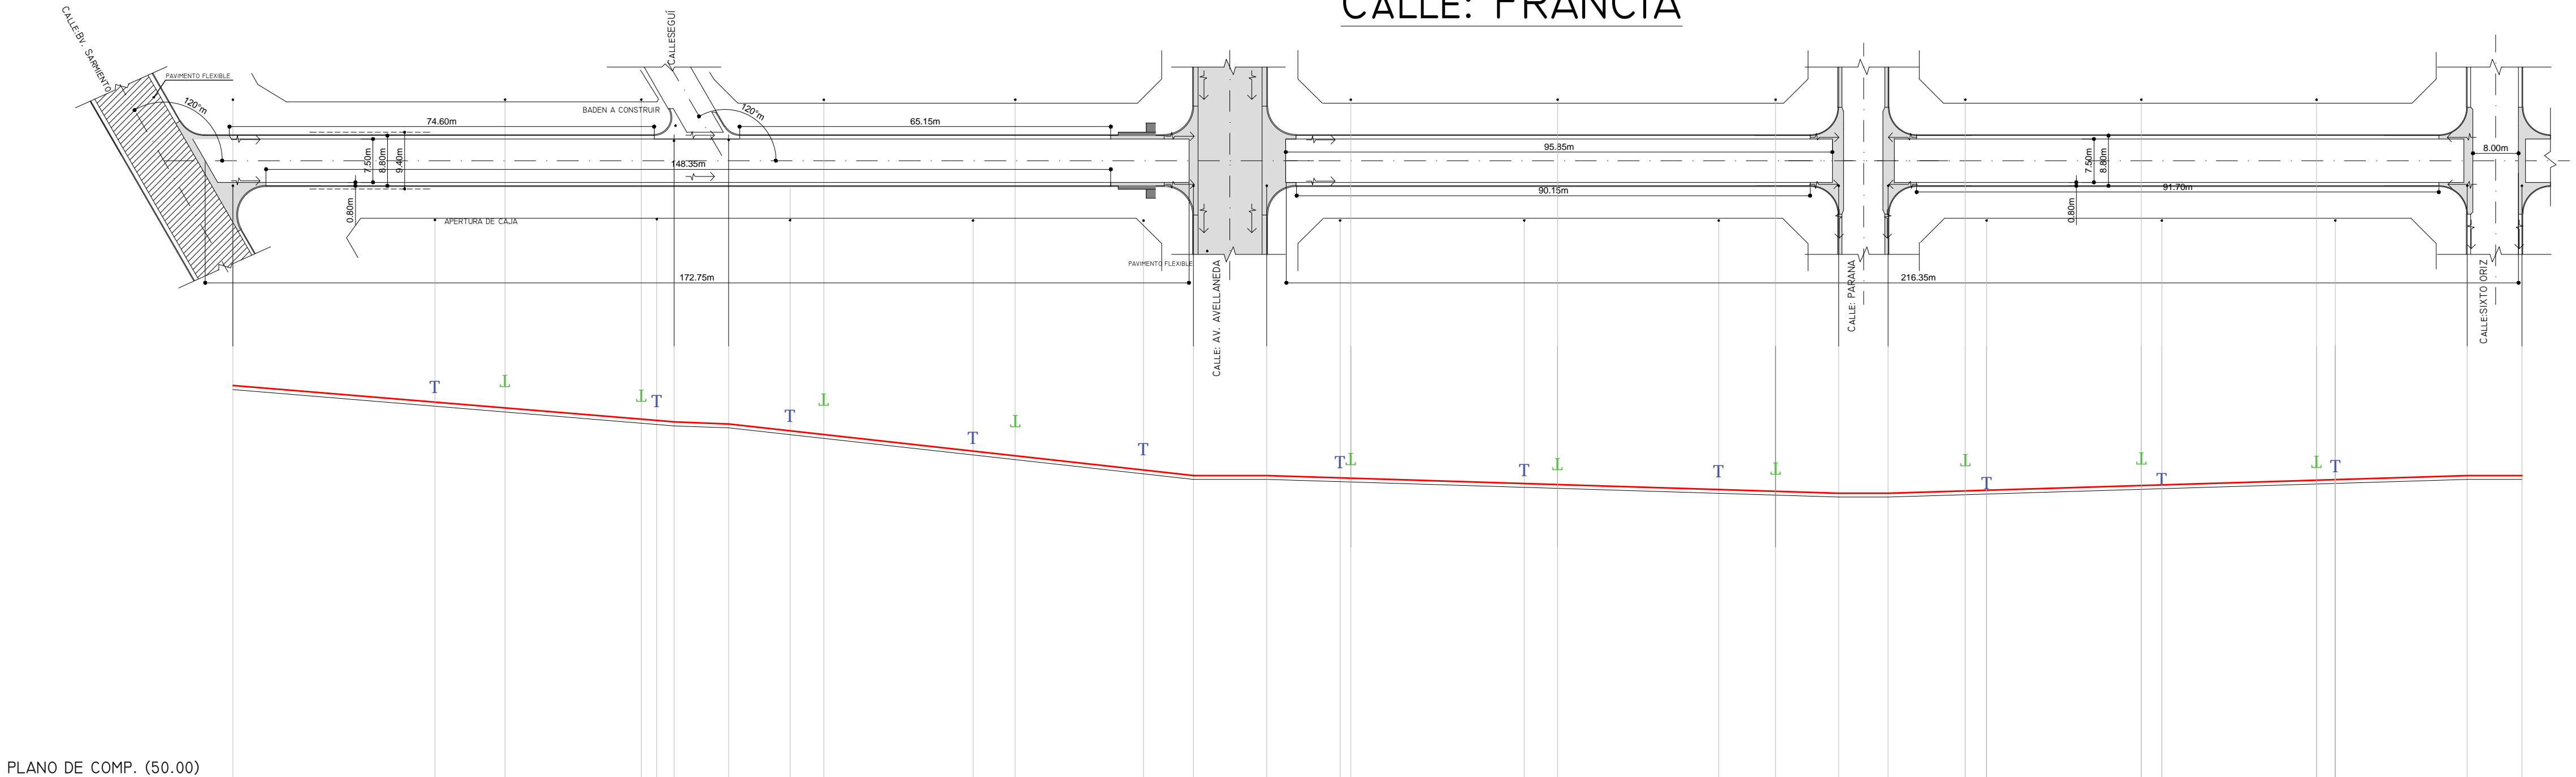 CALLE: FRANCIA
CALLE:BV. SARMIENTO
PAVIMENTO FLEXIBLE
120°m
CALLESEGUÍ
BADEN A CONSTRUIR
120°m
74.60m
65.15m
148.35m
7.50m
8.80m
9.40m
0.80m
APERTURA DE CAJA
172.75m
PAVIMENTO FLEXIBLE
CALLE: AV. AVELLANEDA
95.85m
90.15m
CALLE: PARANA
7.50m
8.80m
0.80m
91.70m
216.35m
8.00m
CALLE:SIXTO ORIZ
T T T T T T T T T T T T
T T T T T T T T T T
PLANO DE COMP. (50.00)